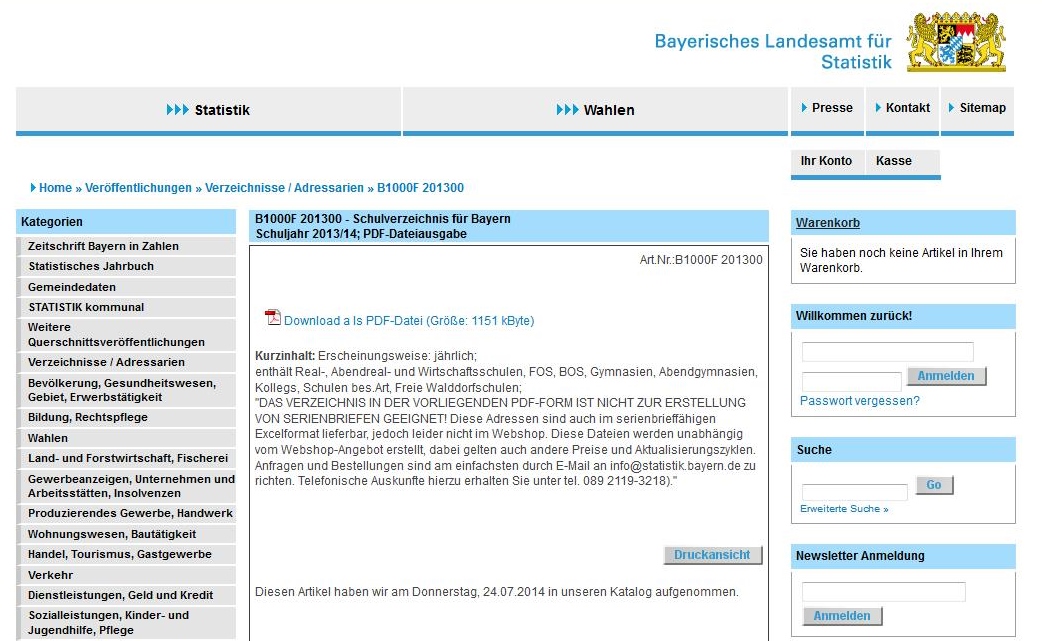 Bayerisches Landesamt für
Statistik
Statistik
Wahlen
Presse
Kontakt
Sitemap
Ihr Konto
Kasse
Home » Veröffentlichungen » Verzeichnisse / Adressarien » B1000F 201300
Kategorien
Zeitschrift Bayern in Zahlen
Statistisches Jahrbuch
Gemeindedaten
STATISTIK kommunal
Weitere
Querschnittsveröffentlichungen
Verzeichnisse / Adressarien
Bevölkerung, Gesundheitswesen,
Gebiet, Erwerbstätigkeit
Bildung, Rechtspflege
Wahlen
Land- und Forstwirtschaft, Fischerei
Gewerbeanzeigen, Unternehmen und
Arbeitsstätten, Insolvenzen
Produzierendes Gewerbe, Handwerk
Wohnungswesen, Bautätigkeit
Handel, Tourismus, Gastgewerbe
Verkehr
Dienstleistungen, Geld und Kredit
Sozialleistungen, Kinder- und
Jugendhilfe, Pflege
B1000F 201300 - Schulverzeichnis für Bayern
Schuljahr 2013/14; PDF-Dateiausgabe
Art.Nr.:B1000F 201300
Download a ls PDF-Datei (Größe: 1151 kByte)
Kurzinhalt: Erscheinungsweise: jährlich;
enthält Real-, Abendreal- und Wirtschaftsschulen, FOS, BOS, Gymnasien, Abendgymnasien,
Kollegs, Schulen bes.Art, Freie Walddorfschulen;
"DAS VERZEICHNIS IN DER VORLIEGENDEN PDF-FORM IST NICHT ZUR ERSTELLUNG
VON SERIENBRIEFEN GEEIGNET! Diese Adressen sind auch im serienbrieffähigen
Excelformat lieferbar, jedoch leider nicht im Webshop. Diese Dateien werden unabhängig
vom Webshop-Angebot erstellt, dabei gelten auch andere Preise und Aktualisierungszyklen.
Anfragen und Bestellungen sind am einfachsten durch E-Mail an info@statistik.bayern.de zu
richten. Telefonische Auskunfte hierzu erhalten Sie unter tel. 089 2119-3218)."
Druckansicht
Diesen Artikel haben wir am Donnerstag, 24.07.2014 in unseren Katalog aufgenommen.
Warenkorb
Sie haben noch keine Artikel in Ihrem
Warenkorb.
Willkommen zurück!
Anmelden
Passwort vergessen?
Suche
Go
Erweiterte Suche »
Newsletter Anmeldung
Anmelden